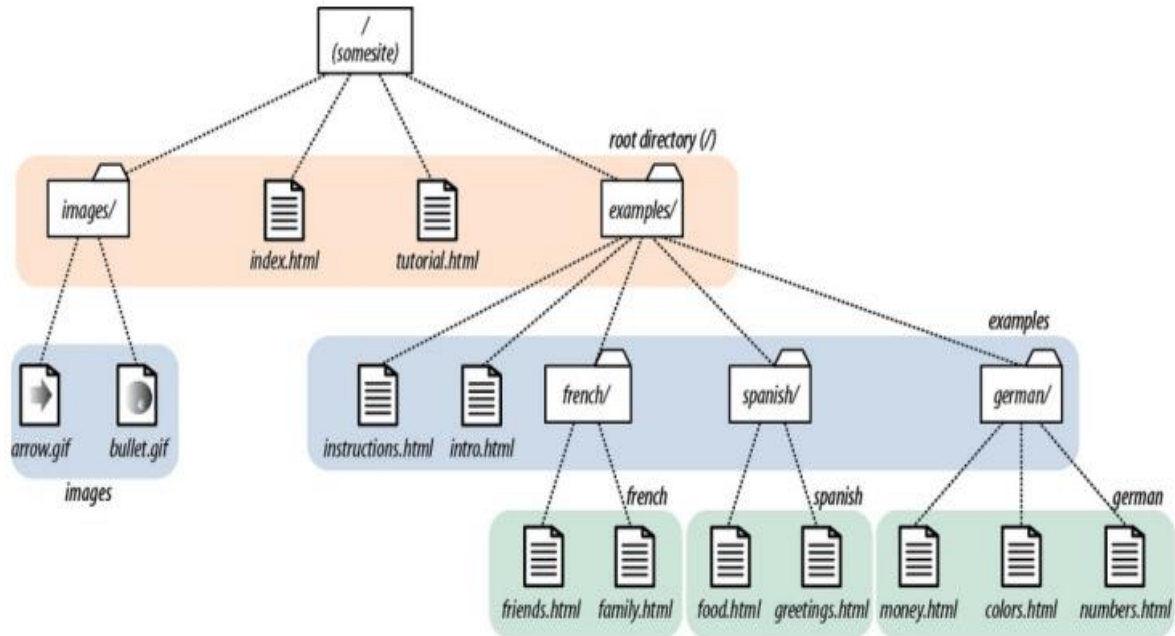 /
(somesite)
root directory (/)
images/
index.html
tutorial.html
examples/
examples
arrow.gif
bullet.gif
images
instructions.html
intro.html
french/
spanish/
german/
french
spanish
german
friends.html
family.html
food.html
greetings.html
money.html
colors.html
numbers.html